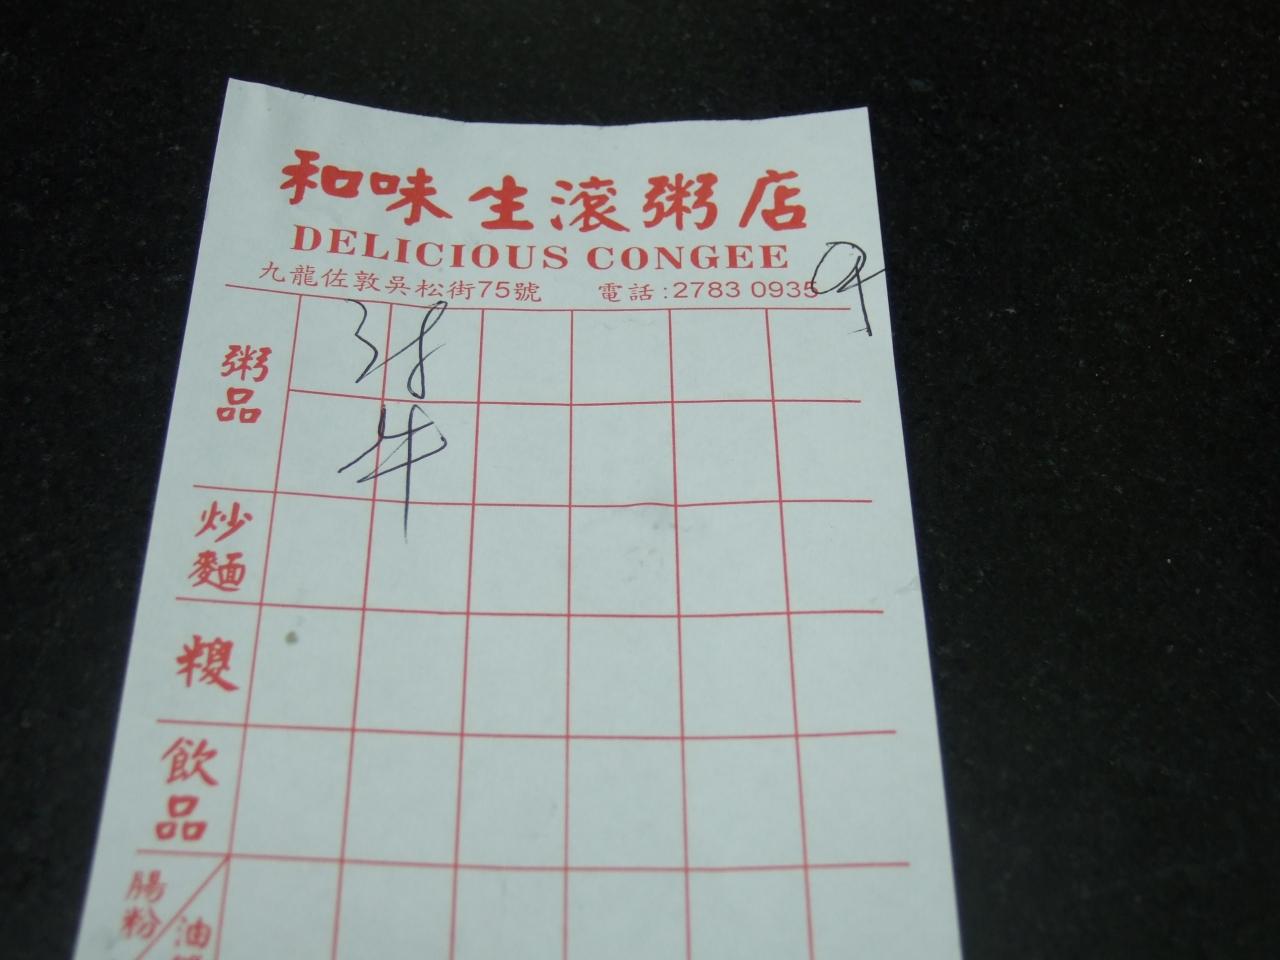 和味生滾粥店
DELICIOUS CONGEE
九龍佐敦吳松街75號 電話:2783 0935
粥品
牛
炒麵
糉
飲品
腸粉
油